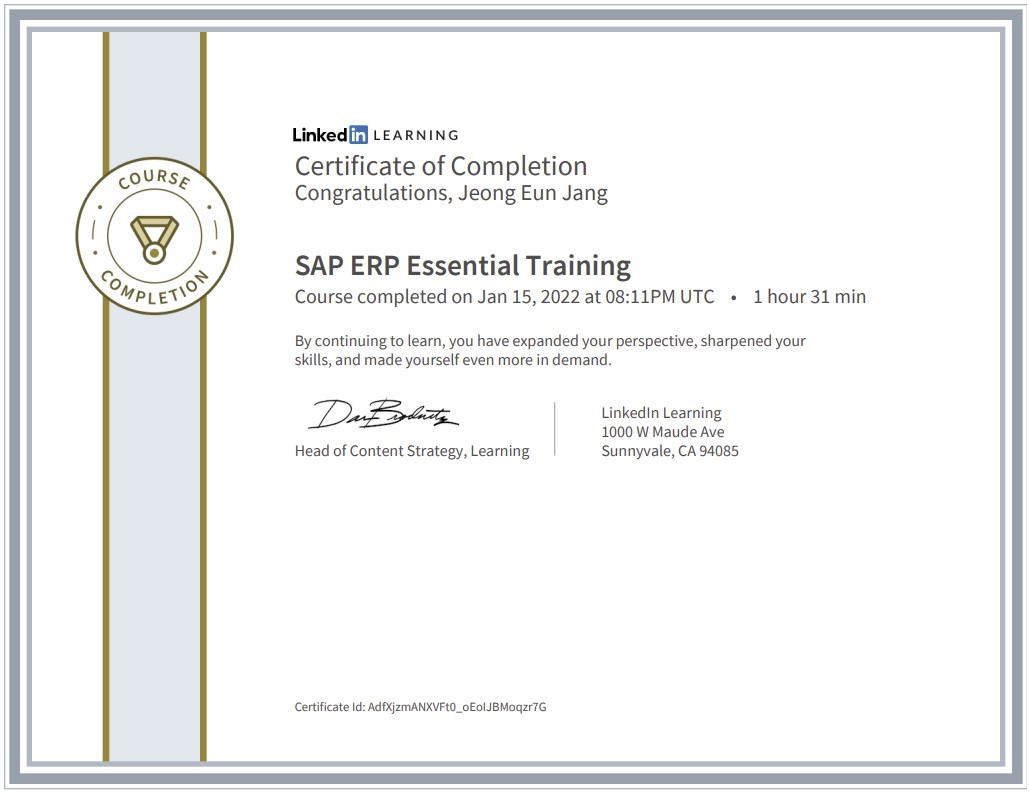 COURSE
COMPLETION
Linked in LEARNING
Certificate of Completion
Congratulations, Jeong Eun Jang
SAP ERP Essential Training
Course completed on Jan 15, 2022 at 08:11PM UTC • 1 hour 31 min
By continuing to learn, you have expanded your perspective, sharpened your
skills, and made yourself even more in demand.
Head of Content Strategy, Learning
LinkedIn Learning
1000 W Maude Ave
Sunnyvale, CA 94085
Certificate Id: AdfXjzmANXVFt0_oEoIJBMoqzr7G